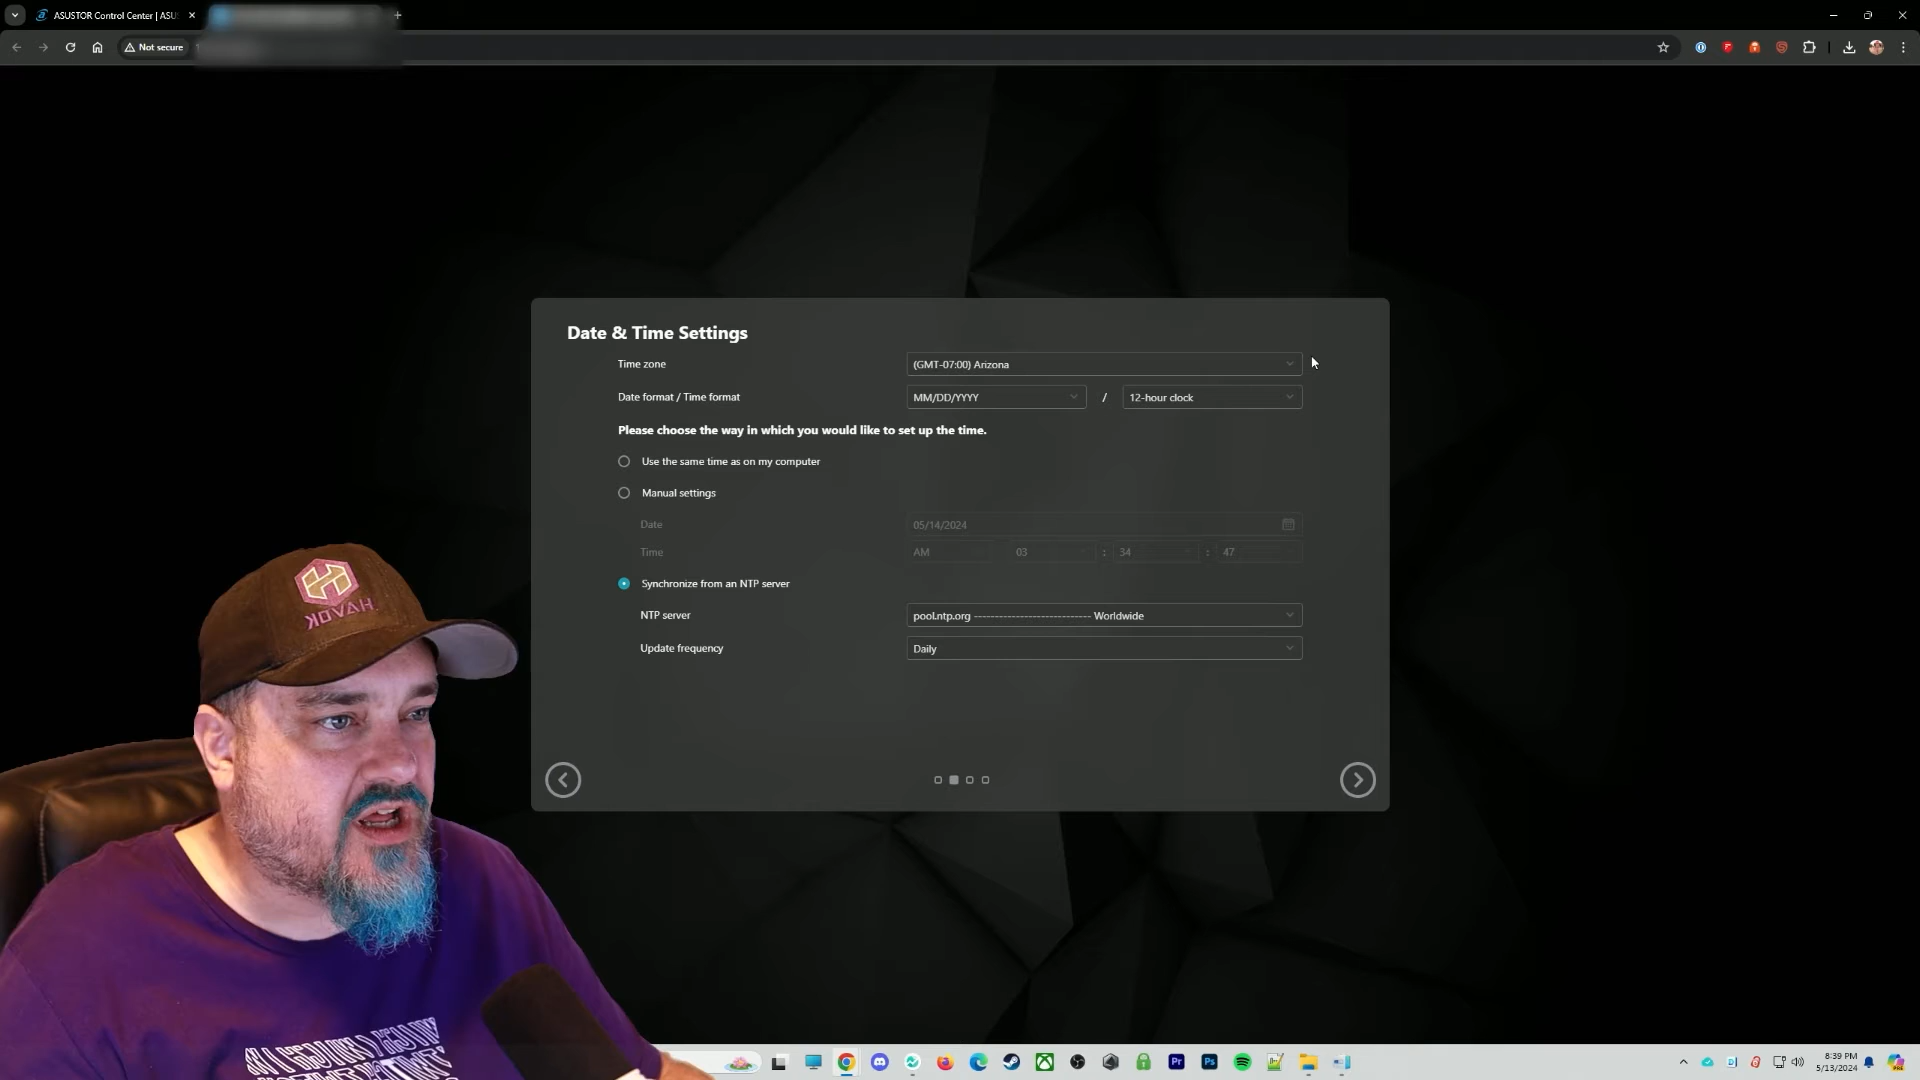 ASUSTOR Control Center | ASU
Not secure
Date & Time Settings
Time zone
(GMT-07:00) Arizona
Date format / Time format
MM/DD/YYYY
/
12-hour clock
Please choose the way in which you would like to set up the time.
Use the same time as on my computer
Manual settings
Date
05/14/2024
Time
AM
03
:
34
:
47
Synchronize from an NTP server
NTP server
pool.ntp.org ---------------------------- Worldwide
Update frequency
Daily
HAVOK
Pr
Ps
8:39 PM
5/13/2024